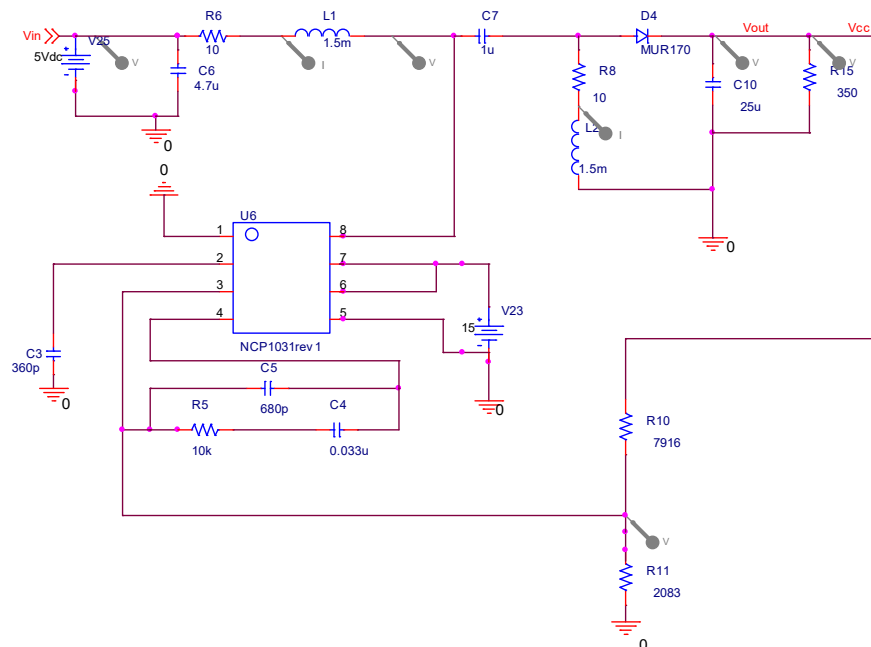 R6
L1
C7
D4
Vin
V25
10
1.5m
1u
MUR170
Vout
Vcc
5Vdc
V
I
V
V
V
C6
4.7u
R8
10
C10
25u
R15
350
L2
I
1.5m
0
0
0
U6
1
2
3
4
8
7
6
5
NCP1031rev1
V23
15
0
C3
360p
0
C5
680p
R5
10k
C4
0.033u
R10
7916
V
R11
2083
0